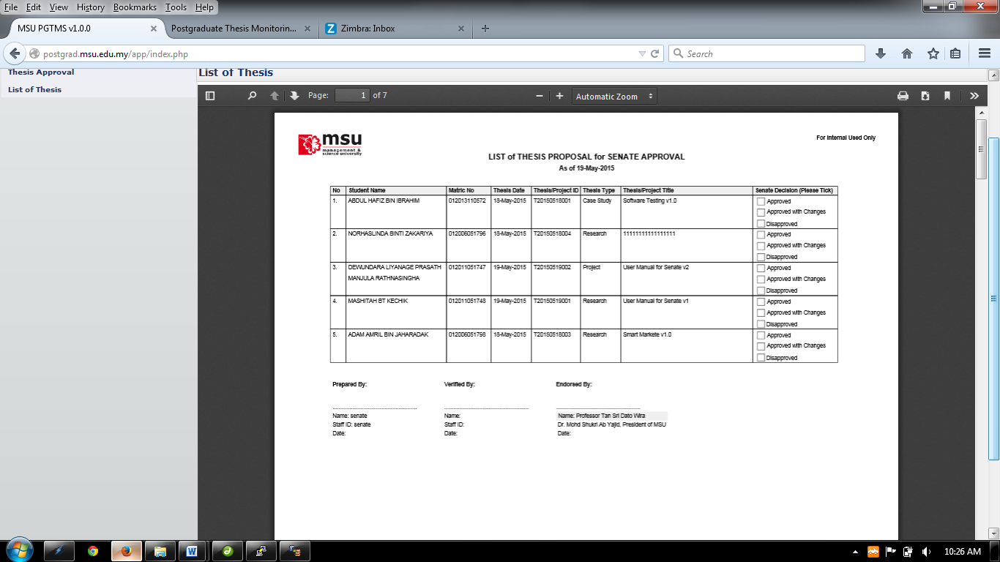 File Edit View History Bookmarks Tools Help
MSU PGTMS v1.0.0
Postgraduate Thesis Monitorin...
Zimbra: Inbox
postgrad.msu.edu.my/app/index.php
Search
Thesis Approval
List of Thesis
List of Thesis
Page: 1 of 7
Automatic Zoom
msu
management &
science university
For Internal Used Only
LIST of THESIS PROPOSAL for SENATE APPROVAL
As of 19-May-2015
No Student Name Matric No Thesis Date Thesis/Project ID Thesis Type Thesis/Project Title Senate Decision (Please Tick)
1. ABDUL HAFIZ BIN IBRAHIM 012013110572 18-May-2015 T20150518001 Case Study Software Testing v1.0 Approved
Approved with Changes
Disapproved
2. NORHASLINDA BINTI ZAKARIYA 012006051796 18-May-2015 T20150518004 Research 11111111111111111 Approved
Approved with Changes
Disapproved
3. DEWUNDARA LIYANAGE PRASATH 012011051747 19-May-2015 T20150519002 Project User Manual for Senate v2 Approved
MANJULA RATHNASINGHA Approved with Changes
Disapproved
4. MASHITAH BT KECHIK 012011051748 19-May-2015 T20150519001 Research User Manual for Senate v1 Approved
Approved with Changes
Disapproved
5. ADAM AMRIL BIN JAHARADAK 012006051798 18-May-2015 T20150518003 Research Smart Markete v1.0 Approved
Approved with Changes
Disapproved
Prepared By: Verified By: Endorsed By:
Name: senate Name: Name: Professor Tan Sri Dato Wira
Staff ID: senate Staff ID: Dr. Mohd Shukri Ab Yajid, President of MSU
Date: Date: Date:
10:26 AM